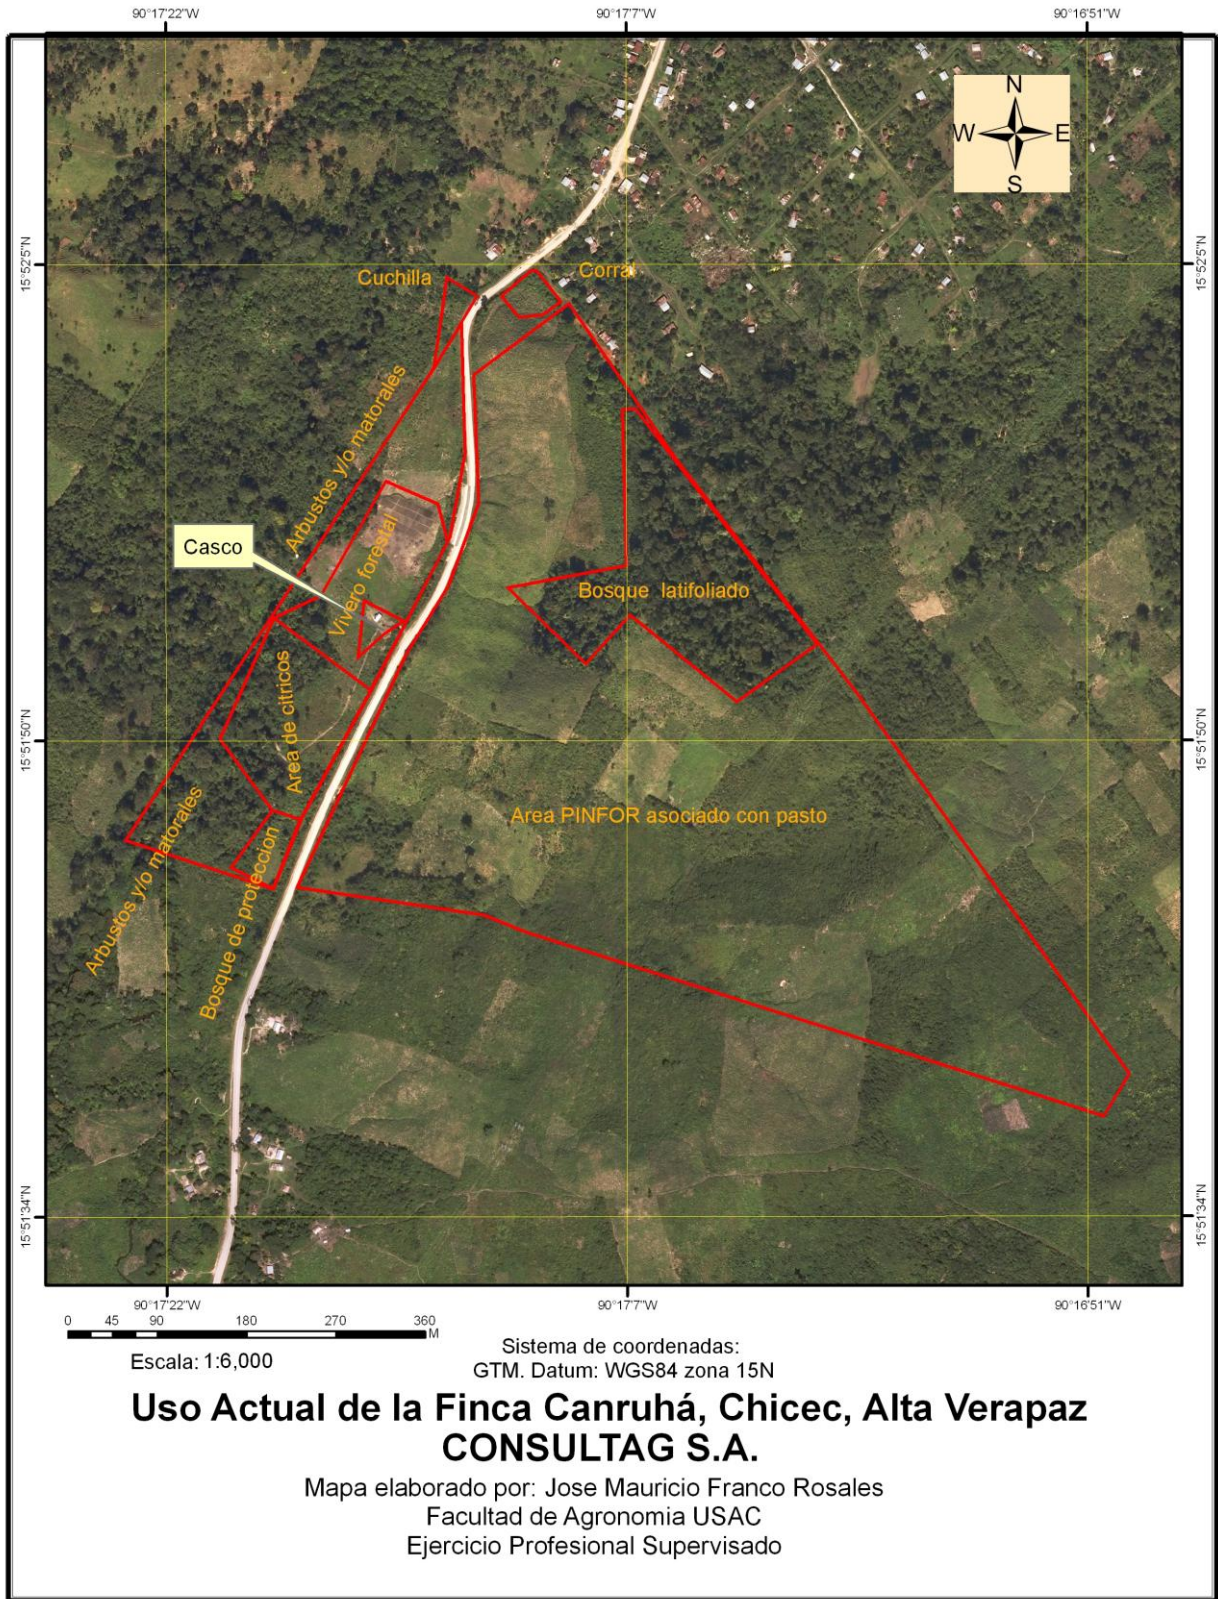 90°17'22"W 90°17'7"W 90°16'51"W
N
W E
S
15°52'5"N 15°52'5"N
Cuchilla
Corral
Arbustos y/o matorales
Casco
Vivero forestal
Bosque latifoliado
Area de citricos
15°51'50"N 15°51'50"N
Area PINFOR asociado con pasto
Arbustos y/o matorales
Bosque de proteccion
15°51'34"N 15°51'34"N
90°17'22"W 90°17'7"W 90°16'51"W
0 45 90 180 270 360
M
Escala: 1:6,000
Sistema de coordenadas:
GTM. Datum: WGS84 zona 15N
Uso Actual de la Finca Canruhá, Chicec, Alta Verapaz
CONSULTAG S.A.
Mapa elaborado por: Jose Mauricio Franco Rosales
Facultad de Agronomia USAC
Ejercicio Profesional Supervisado